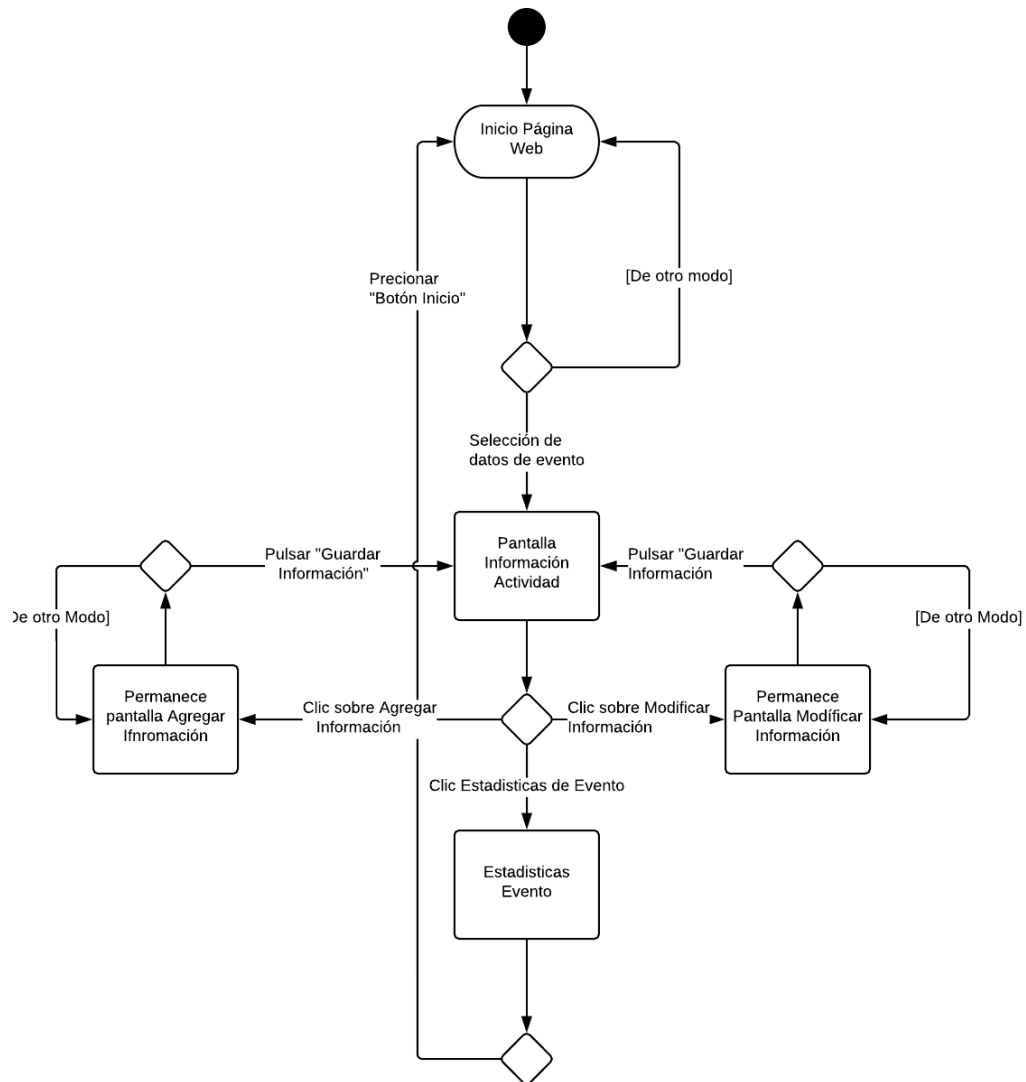 Inicio Página
Web
Precionar
"Botón Inicio"
[De otro modo]
Selección de
datos de evento
Pantalla
Información
Actividad
Pulsar "Guardar
Información"
Pulsar "Guardar
Información
De otro Modo]
[De otro Modo]
Permanece
pantalla Agregar
Ifnromación
Clic sobre Agregar
Información
Clic sobre Modificar
Información
Permanece
Pantalla Modíficar
Información
Clic Estadisticas de Evento
Estadisticas
Evento